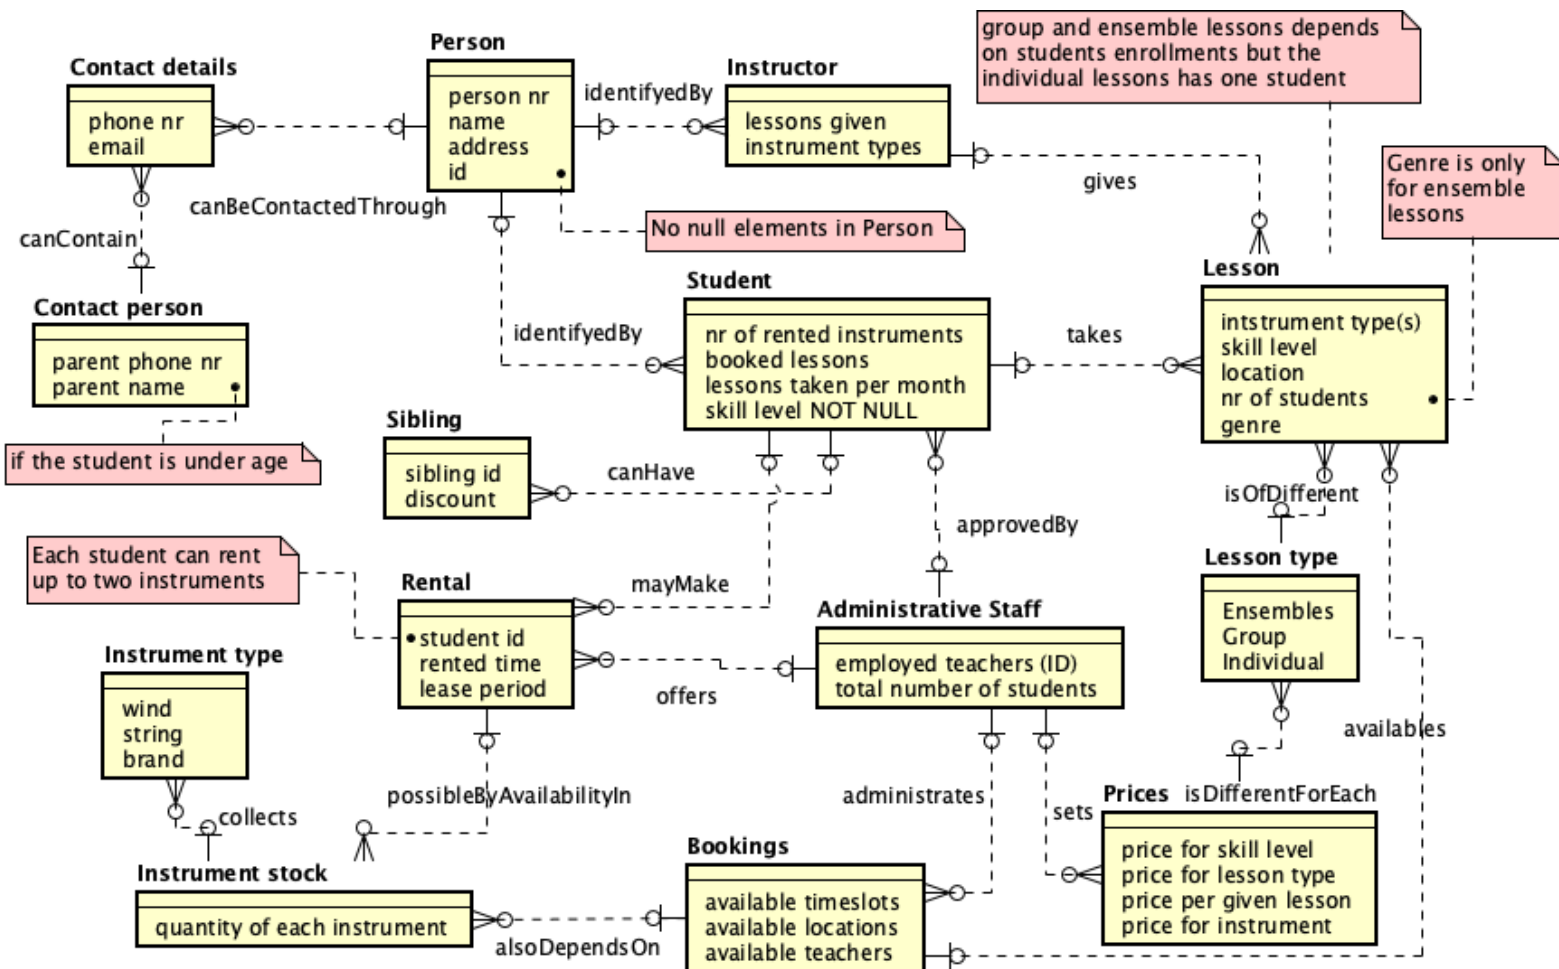 group and ensemble lessons depends
on students enrollments but the
individual lessons has one student
Person
person nr
name
address
id
Contact details
phone nr
email
identifyedBy
Instructor
lessons given
instrument types
gives
Genre is only
for ensemble
lessons
canBeContactedThrough
No null elements in Person
canContain
Contact person
parent phone nr
parent name
if the student is under age
identifyedBy
Student
nr of rented instruments
booked lessons
lessons taken per month
skill level NOT NULL
takes
Lesson
intstrument type(s)
skill level
location
nr of students
genre
Sibling
sibling id
discount
canHave
approvedBy
isOfDifferent
Lesson type
Ensembles
Group
Individual
Each student can rent
up to two instruments
Rental
student id
rented time
lease period
mayMake
offers
Administrative Staff
employed teachers (ID)
total number of students
Instrument type
wind
string
brand
collects
possibleByAvailabilityIn
administrates
sets
availables
Prices
isDifferentForEach
price for skill level
price for lesson type
price per given lesson
price for instrument
Instrument stock
quantity of each instrument
alsoDependsOn
Bookings
available timeslots
available locations
available teachers